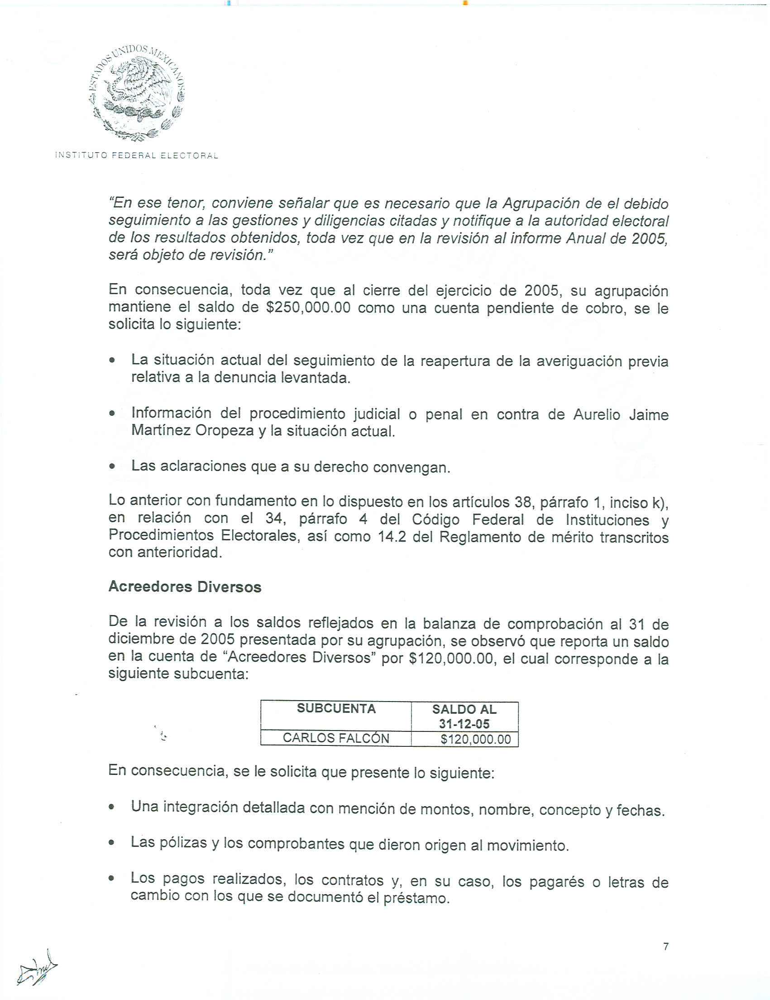 ESTADOS UNIDOS MEXICANOS
INSTITUTO FEDERAL ELECTORAL
“En ese tenor, conviene señalar que es necesario que la Agrupación de el debido
seguimiento a las gestiones y diligencias citadas y notifique a la autoridad electoral
de los resultados obtenidos, toda vez que en la revisión al informe Anual de 2005,
será objeto de revisión.”
En consecuencia, toda vez que al cierre del ejercicio de 2005, su agrupación
mantiene el saldo de $250,000.00 como una cuenta pendiente de cobro, se le
solicita lo siguiente:
• La situación actual del seguimiento de la reapertura de la averiguación previa
relativa a la denuncia levantada.
• Información del procedimiento judicial o penal en contra de Aurelio Jaime
Martínez Oropeza y la situación actual.
• Las aclaraciones que a su derecho convengan.
Lo anterior con fundamento en lo dispuesto en los artículos 38, párrafo 1, inciso k),
en relación con el 34, párrafo 4 del Código Federal de Instituciones y
Procedimientos Electorales, así como 14.2 del Reglamento de mérito transcritos
con anterioridad.
Acreedores Diversos
De la revisión a los saldos reflejados en la balanza de comprobación al 31 de
diciembre de 2005 presentada por su agrupación, se observó que reporta un saldo
en la cuenta de “Acreedores Diversos” por $120,000.00, el cual corresponde a la
siguiente subcuenta:
SUBCUENTA SALDO AL
31-12-05
CARLOS FALCÓN $120,000.00
En consecuencia, se le solicita que presente lo siguiente:
• Una integración detallada con mención de montos, nombre, concepto y fechas.
• Las pólizas y los comprobantes que dieron origen al movimiento.
• Los pagos realizados, los contratos y, en su caso, los pagarés o letras de
cambio con los que se documentó el préstamo.
7